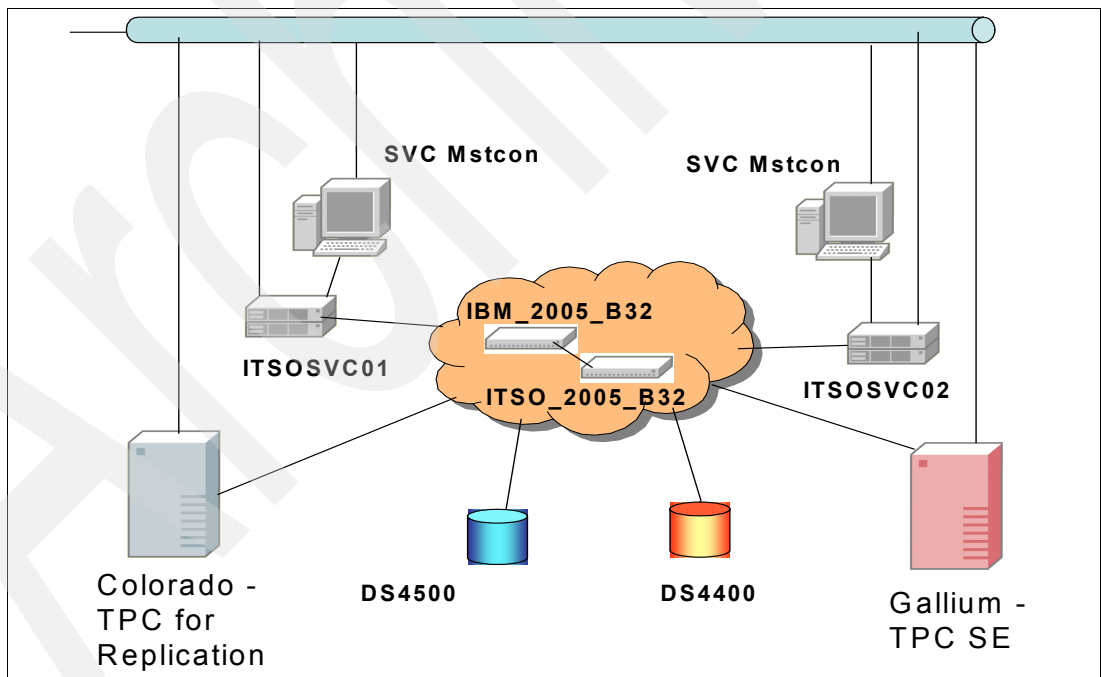 SVC Mstcon
SVC Mstcon
IBM_2005_B32
ITSOSVC01
ITSO_2005_B32
ITSOSVC02
DS4500
DS4400
Colorado -
TPC for
Replication
Gallium -
TPC SE